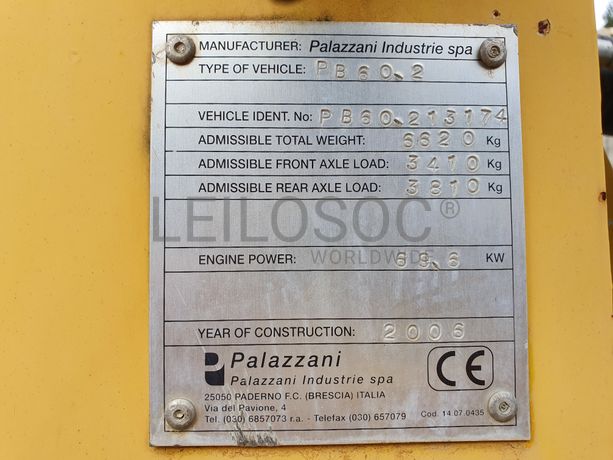 MANUFACTURER: Palazzani Industrie spa
TYPE OF VEHICLE: PB60.2
VEHICLE IDENT. No: PB60.213174
ADMISSIBLE TOTAL WEIGHT: 6620 Kg
ADMISSIBLE FRONT AXLE LOAD: 3410 Kg
ADMISSIBLE REAR AXLE LOAD: 3810 Kg
LEILOSOC®
WORLDWIDE
ENGINE POWER: 69.6 KW
YEAR OF CONSTRUCTION: 2006
Palazzani
Palazzani Industrie spa
CE
25050 PADERNO F.C. (BRESCIA) ITALIA
Via del Pavione, 4
Tel. (030) 6857073 r.a. - Telefax (030) 657079
Cod. 14.07.0435